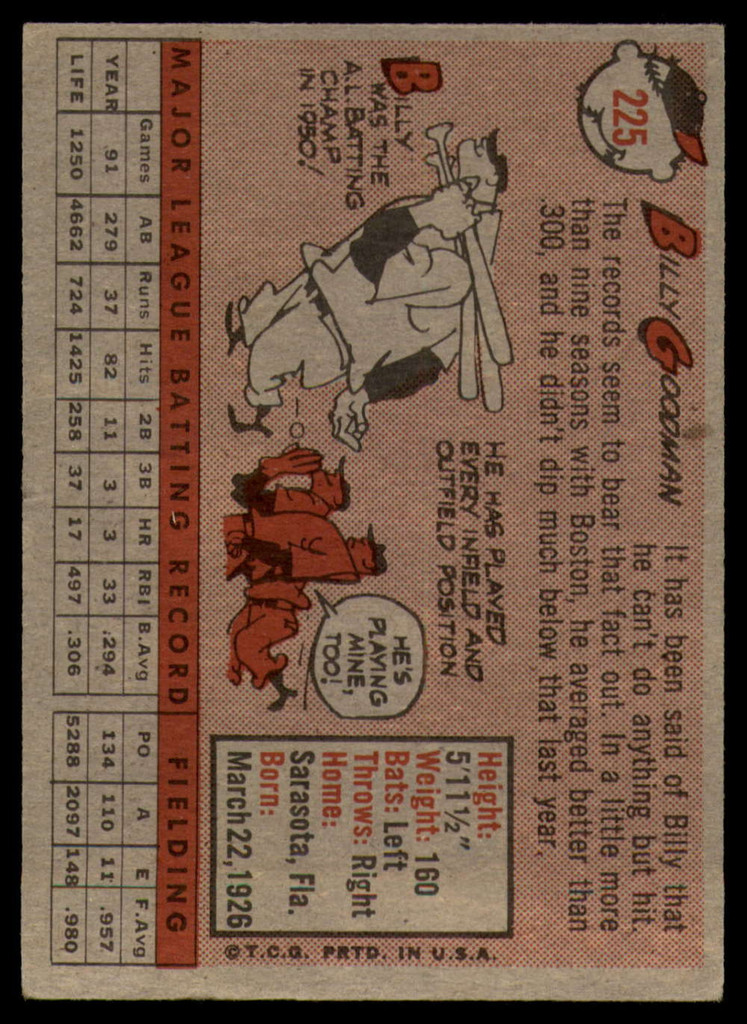 225
BILLY GOODMAN
It has been said of Billy that
he can't do anything but hit.
The records seem to bear that fact out. In a little more
than nine seasons with Boston, he averaged better than
.300, and he didn't dip much below that last year.
BILLY
WAS THE
A.L. BATTING
CHAMP
IN 1950!
HE HAS PLAYED
EVERY INFIELD AND
OUTFIELD POSITION
HE'S
PLAYING
MINE,
TOO!
Y
Height:
5'11½"
Weight: 160
Bats: Left
Throws: Right
Home:
Sarasota, Fla.
Born:
March 22, 1926
© T.C.G. PRTD. IN U.S.A.
MAJOR LEAGUE BATTING RECORD FIELDING
Games AB Runs Hits 2B 3B HR RBI B.Avg PO A E F.Avg
YEAR 91 279 37 82 11 3 3 33 .294 134 110 11 .957
LIFE 1250 4662 724 1425 258 37 17 497 .306 5288 2097 148 .980